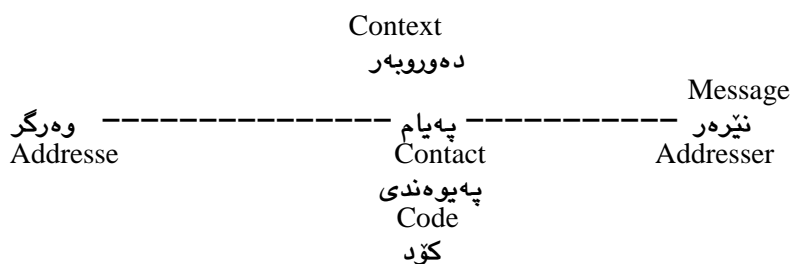 Context
دەوروبەر
Message
نێرەر ----------- پەیام --------------- وەرگر
Addresse Contact Addresser
پەیوەندی
Code
کۆد